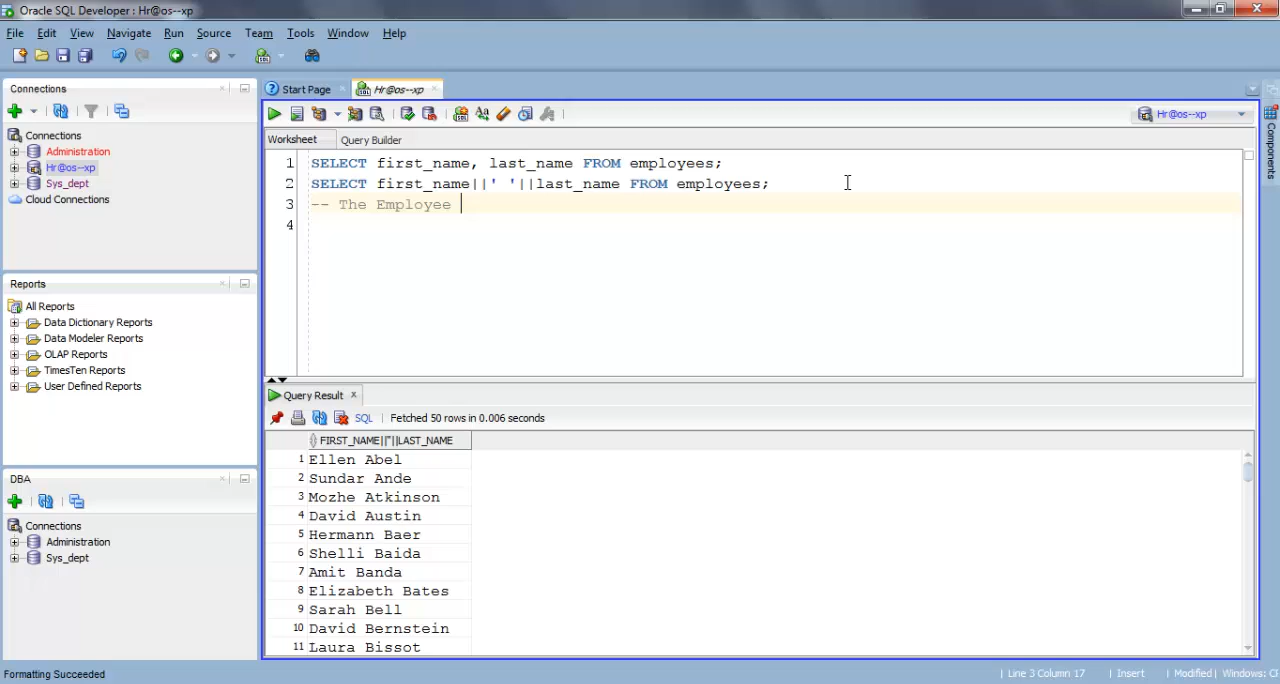 Oracle SQL Developer : Hr@os--xp
File Edit View Navigate Run Source Team Tools Window Help
Connections
Start Page
Hr@os--xp
Hr@os--xp
Components
Connections
Administration
Hr@os--xp
Sys_dept
Cloud Connections
Worksheet Query Builder
1 SELECT first_name, last_name FROM employees;
2 SELECT first_name||' '||last_name FROM employees;
3 -- The Employee
4
Reports
All Reports
Data Dictionary Reports
Data Modeler Reports
OLAP Reports
TimesTen Reports
User Defined Reports
Query Result
SQL | Fetched 50 rows in 0.006 seconds
FIRST_NAME||''||LAST_NAME
1 Ellen Abel
2 Sundar Ande
3 Mozhe Atkinson
4 David Austin
5 Hermann Baer
6 Shelli Baida
7 Amit Banda
8 Elizabeth Bates
9 Sarah Bell
10 David Bernstein
11 Laura Bissot
DBA
Connections
Administration
Sys_dept
Formatting Succeeded
| Line 3 Column 17 | Insert | Modified | Windows: C